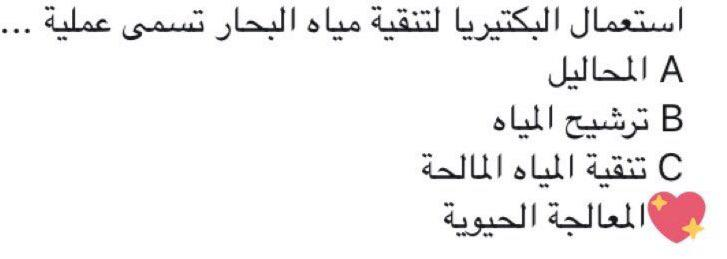 استعمال البكتيريا لتنقية مياه البحار تسمى عملية ...
A المحاليل
B ترشيح المياه
C تنقية المياه المالحة
💖المعالجة الحيوية